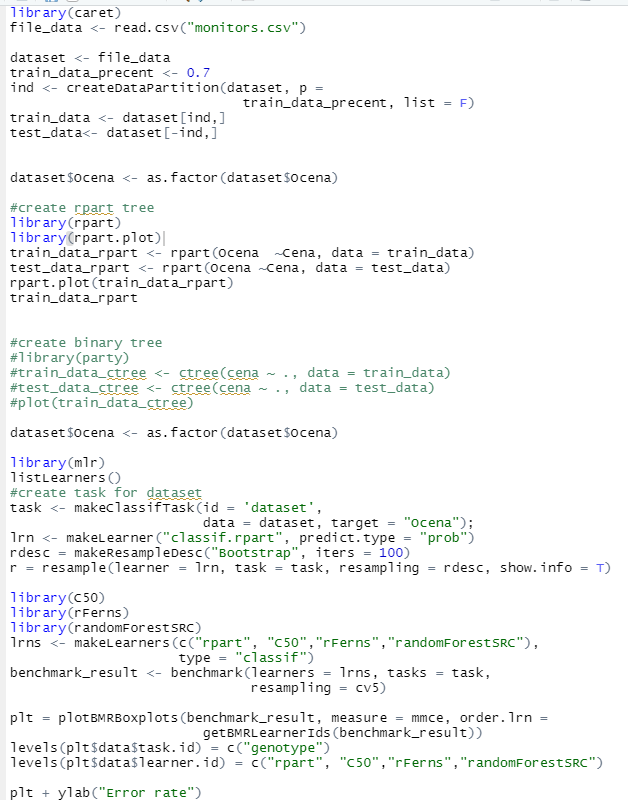 library(caret)
file_data <- read.csv("monitors.csv")
dataset <- file_data
train_data_precent <- 0.7
ind <- createDataPartition(dataset, p =
train_data_precent, list = F)
train_data <- dataset[ind,]
test_data<- dataset[-ind,]
dataset$Ocena <- as.factor(dataset$Ocena)
#create rpart tree
library(rpart)
library(rpart.plot)
train_data_rpart <- rpart(Ocena ~Cena, data = train_data)
test_data_rpart <- rpart(Ocena ~Cena, data = test_data)
rpart.plot(train_data_rpart)
train_data_rpart
#create binary tree
#library(party)
#train_data_ctree <- ctree(cena ~ ., data = train_data)
#test_data_ctree <- ctree(cena ~ ., data = test_data)
#plot(train_data_ctree)
dataset$Ocena <- as.factor(dataset$Ocena)
library(mlr)
listLearners()
#create task for dataset
task <- makeClassifTask(id = 'dataset',
data = dataset, target = "Ocena");
lrn <- makeLearner("classif.rpart", predict.type = "prob")
rdesc = makeResampleDesc("Bootstrap", iters = 100)
r = resample(learner = lrn, task = task, resampling = rdesc, show.info = T)
library(C50)
library(rFerns)
library(randomForestSRC)
lrns <- makeLearners(c("rpart", "C50","rFerns","randomForestSRC"),
type = "classif")
benchmark_result <- benchmark(learners = lrns, tasks = task,
resampling = cv5)
plt = plotBMRBoxplots(benchmark_result, measure = mmce, order.lrn =
getBMRLearnerIds(benchmark_result))
levels(plt$data$task.id) = c("genotype")
levels(plt$data$learner.id) = c("rpart", "C50","rFerns","randomForestSRC")
plt + ylab("Error rate")